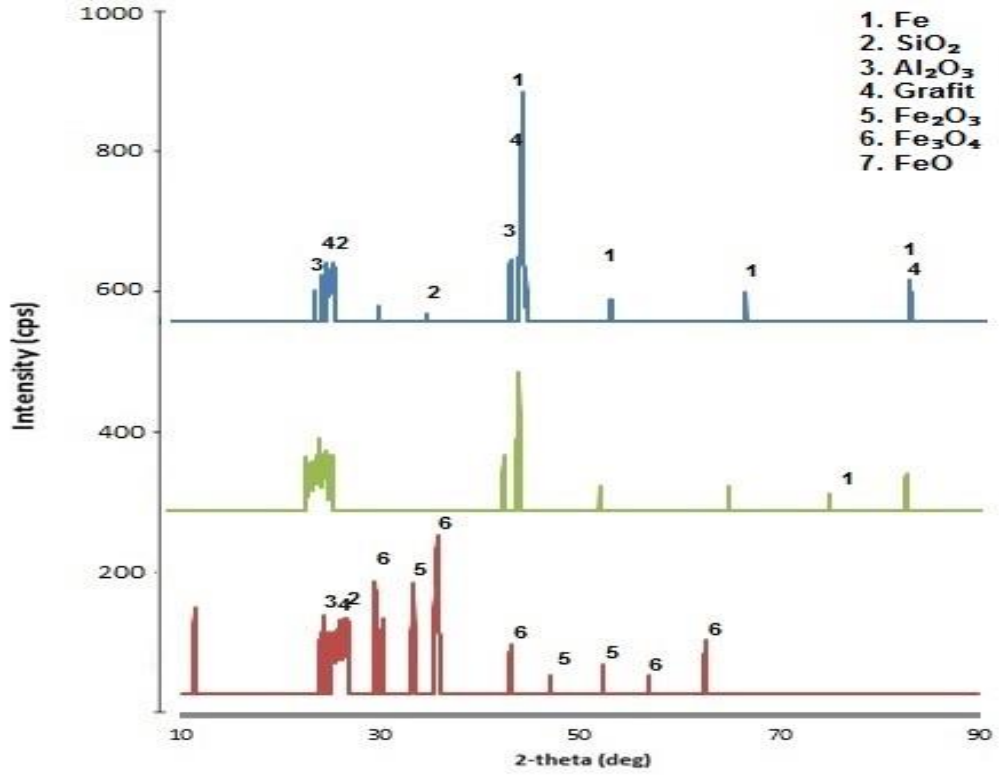 1000
800
600
400
200
Intensity (cps)
1. Fe
2. SiO₂
3. Al₂O₃
4. Grafit
5. Fe₂O₃
6. Fe₃O₄
7. FeO
1
4
3
42
3
2
1
1
1
4
1
6
6
5
342
6
5
5
6
6
10 30 50 70 90
2-theta (deg)